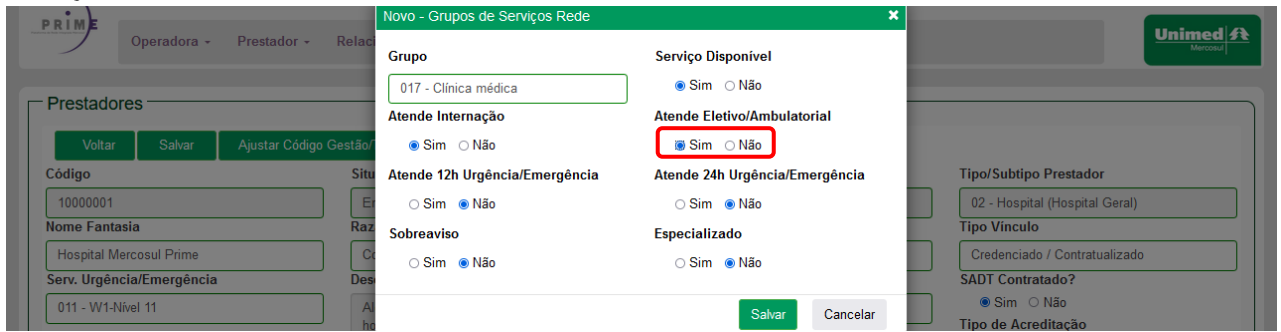 PRIME
Operadora Prestador Relaci
Unimed
Mercosul
Novo - Grupos de Serviços Rede
Grupo
Serviço Disponível
017 - Clínica médica
Sim Não
Atende Internação
Atende Eletivo/Ambulatorial
Sim Não
Sim Não
Atende 12h Urgência/Emergência
Atende 24h Urgência/Emergência
Sim Não
Sim Não
Sobreaviso
Especializado
Sim Não
Sim Não
Salvar Cancelar
Prestadores
Voltar Salvar Ajustar Código Gestão/
Código
Situ
Tipo/Subtipo Prestador
10000001
02 - Hospital (Hospital Geral)
Nome Fantasia
Raz
Tipo Vínculo
Hospital Mercosul Prime
Co
Credenciado / Contratualizado
Serv. Urgência/Emergência
Des
SADT Contratado?
011 - W1-Nível 11
Sim Não
Tipo de Acreditação